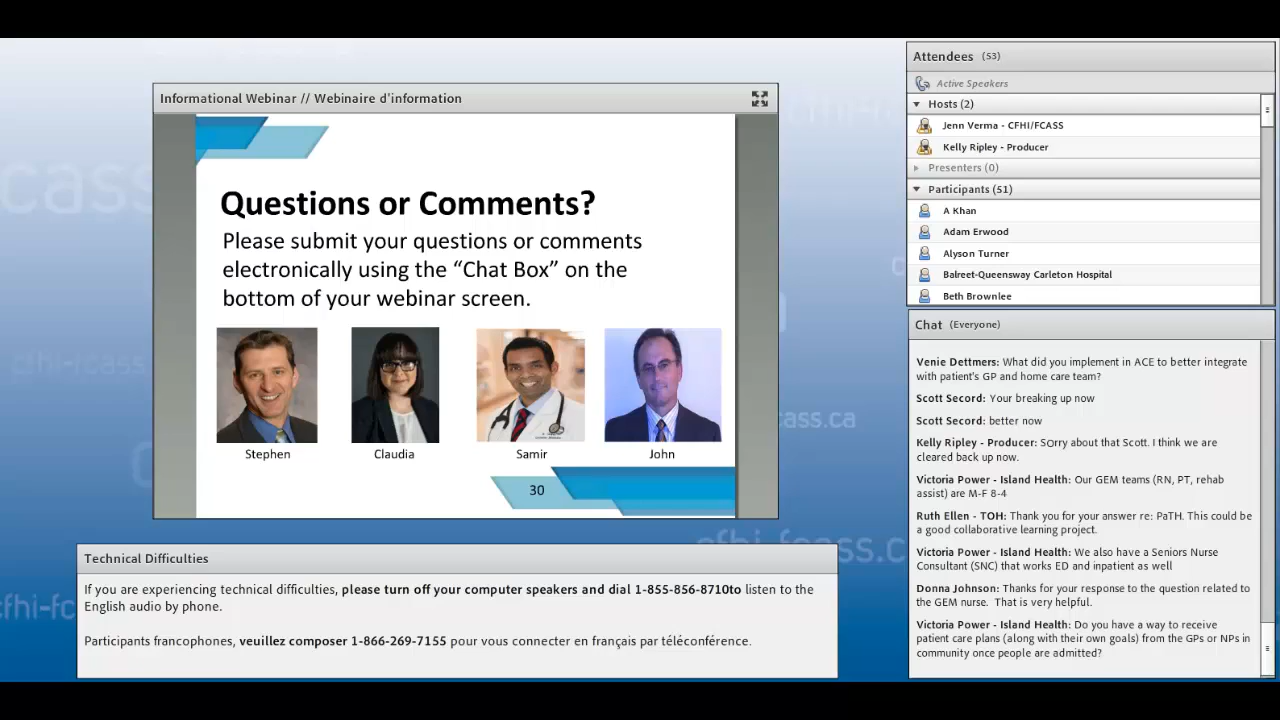 Informational Webinar // Webinaire d'information
Questions or Comments?
Please submit your questions or comments
electronically using the “Chat Box” on the
bottom of your webinar screen.
Stephen
Claudia
Samir
John
30
Technical Difficulties
If you are experiencing technical difficulties, please turn off your computer speakers and dial 1-855-856-8710to listen to the
English audio by phone.
Participants francophones, veuillez composer 1-866-269-7155 pour vous connecter en français par téléconférence.
Attendees (53)
Active Speakers
Hosts (2)
Jenn Verma - CFHI/FCASS
Kelly Ripley - Producer
Presenters (0)
Participants (51)
A Khan
Adam Erwood
Alyson Turner
Balreet-Queensway Carleton Hospital
Beth Brownlee
Chat (Everyone)
Venie Dettmers: What did you implement in ACE to better integrate
with patient's GP and home care team?
Scott Secord: Your breaking up now
Scott Secord: better now
Kelly Ripley - Producer: Sorry about that Scott. I think we are
cleared back up now.
Victoria Power - Island Health: Our GEM teams (RN, PT, rehab
assist) are M-F 8-4
Ruth Ellen - TOH: Thank you for your answer re: PaTH. This could be
a good collaborative learning project.
Victoria Power - Island Health: We also have a Seniors Nurse
Consultant (SNC) that works ED and inpatient as well
Donna Johnson: Thanks for your response to the question related to
the GEM nurse. That is very helpful.
Victoria Power - Island Health: Do you have a way to receive
patient care plans (along with their own goals) from the GPs or NPs in
community once people are admitted?